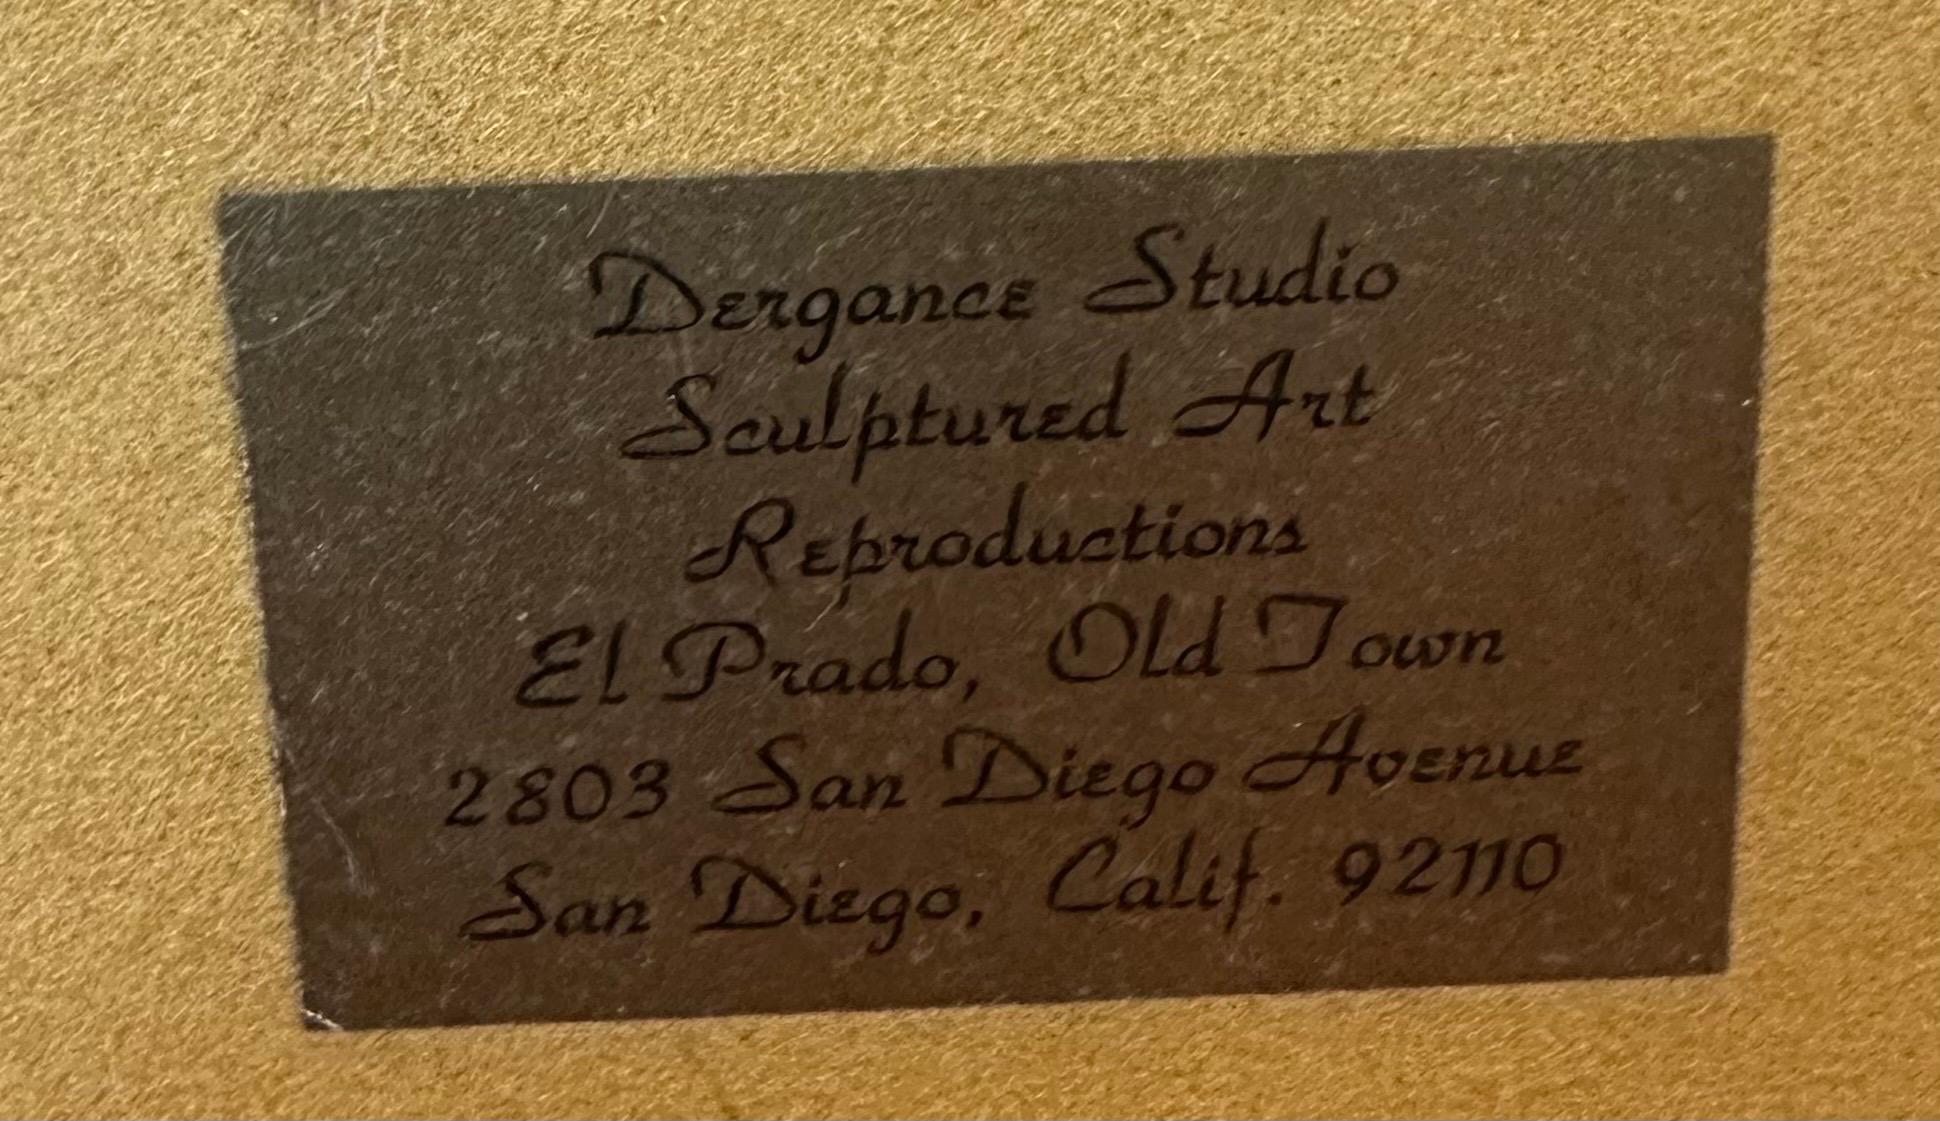 Dergance Studio
Sculptured Art
Reproductions
El Prado, Old Town
2803 San Diego Avenue
San Diego, Calif. 92110